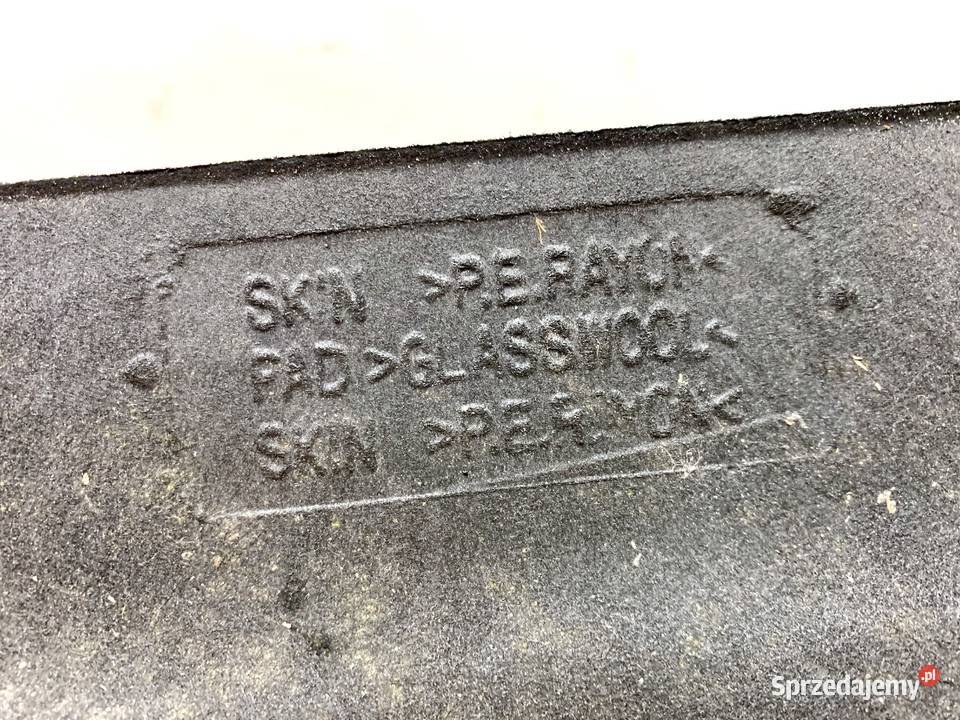 SKIN >P.E.RAYON<
PAD >GLASSWOOL<
SKIN >P.E.RAYON<
Sprzedajemy.pl